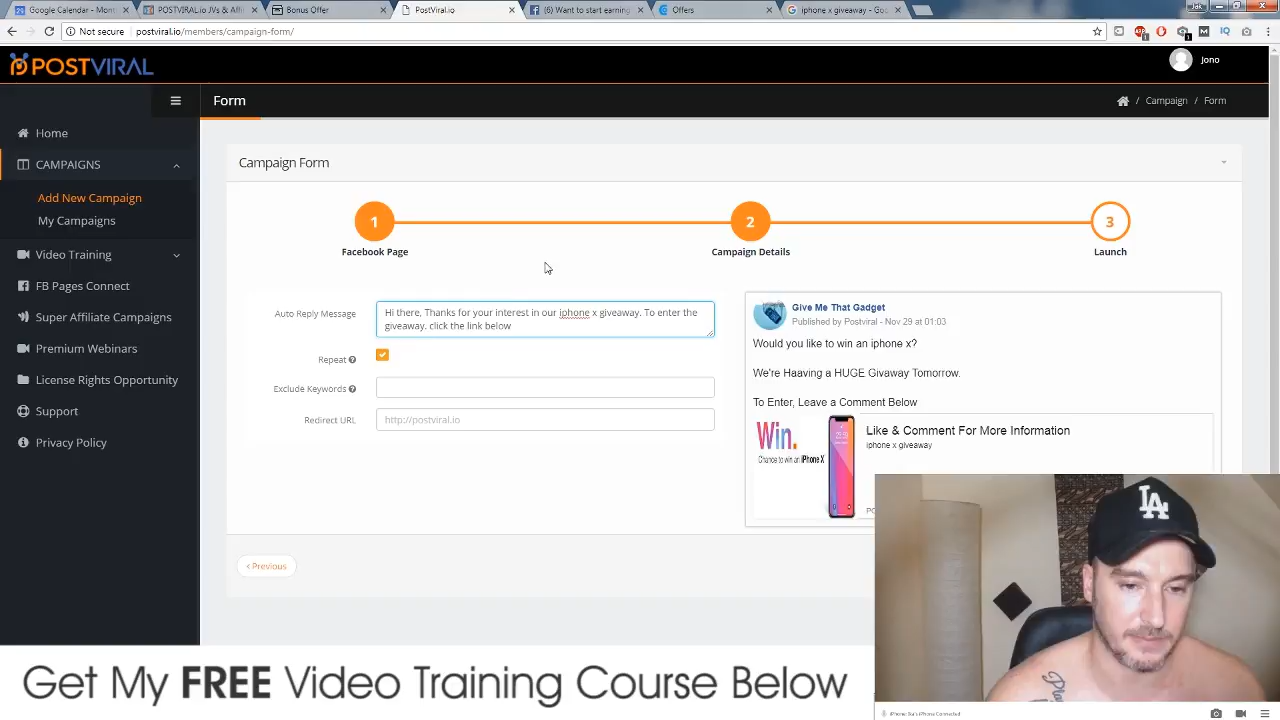 Google Calendar - Mont
POSTVIRAL.io JVs & Affil
Bonus Offer
PostViral.io
(6) Want to start earning
Offers
iphone x giveaway - Goo
Jak
Not secure
postviral.io/members/campaign-form/
POSTVIRAL
Jono
Form
Campaign / Form
Home
CAMPAIGNS
Add New Campaign
My Campaigns
Video Training
FB Pages Connect
Super Affiliate Campaigns
Premium Webinars
License Rights Opportunity
Support
Privacy Policy
Campaign Form
1
2
3
Facebook Page
Campaign Details
Launch
Auto Reply Message
Hi there, Thanks for your interest in our iphone x giveaway. To enter the
giveaway. click the link below
Repeat
Exclude Keywords
Redirect URL
http://postviral.io
Give Me That Gadget
Published by Postviral - Nov 29 at 01:03
Would you like to win an iphone x?
We're Haaving a HUGE Givaway Tomorrow.
To Enter, Leave a Comment Below
Win.
Chance to win an iPhone X
Like & Comment For More Information
iphone x giveaway
< Previous
LA
Get My FREE Video Training Course Below